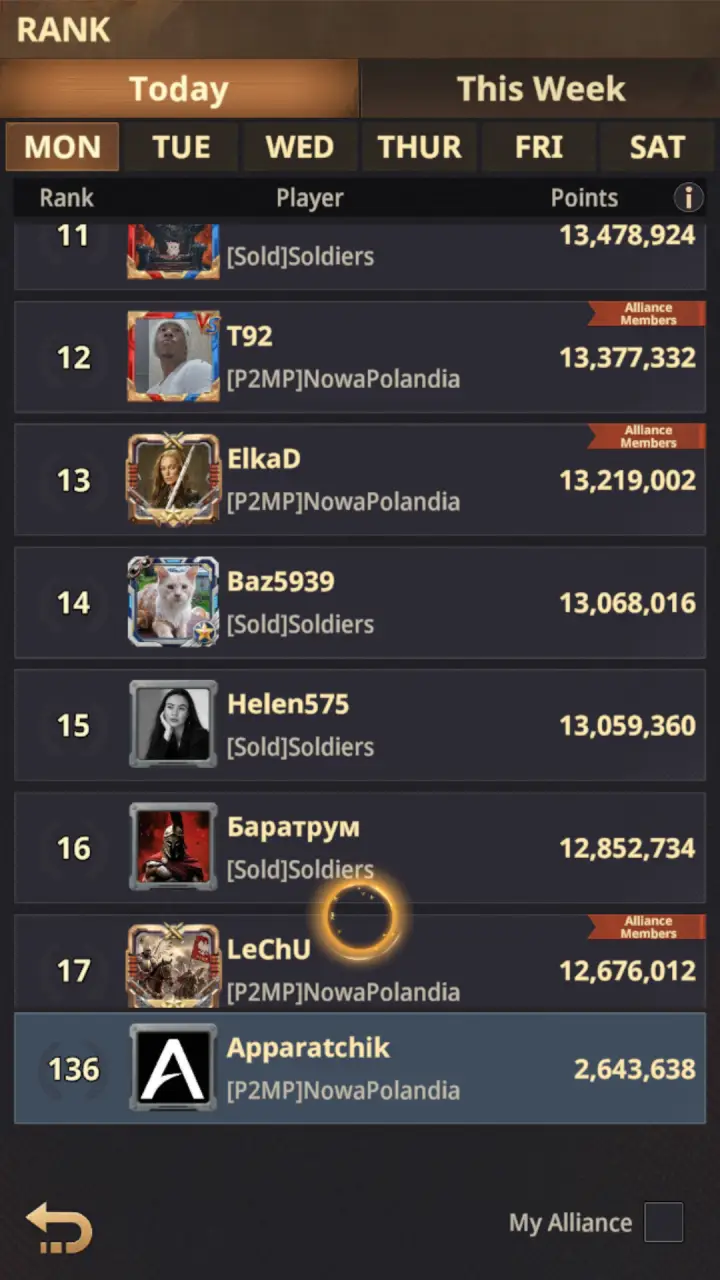 RANK
Today
This Week
MON TUE WED THUR FRI SAT
Rank Player Points
11
[Sold]Soldiers
13,478,924
Alliance
Members
12
T92
[P2MP]NowaPolandia
13,377,332
Alliance
Members
13
ElkaD
[P2MP]NowaPolandia
13,219,002
14
Baz5939
[Sold]Soldiers
13,068,016
15
Helen575
[Sold]Soldiers
13,059,360
16
Баратрум
[Sold]Soldiers
12,852,734
Alliance
Members
17
LeChU
[P2MP]NowaPolandia
12,676,012
136
Apparatchik
[P2MP]NowaPolandia
2,643,638
My Alliance